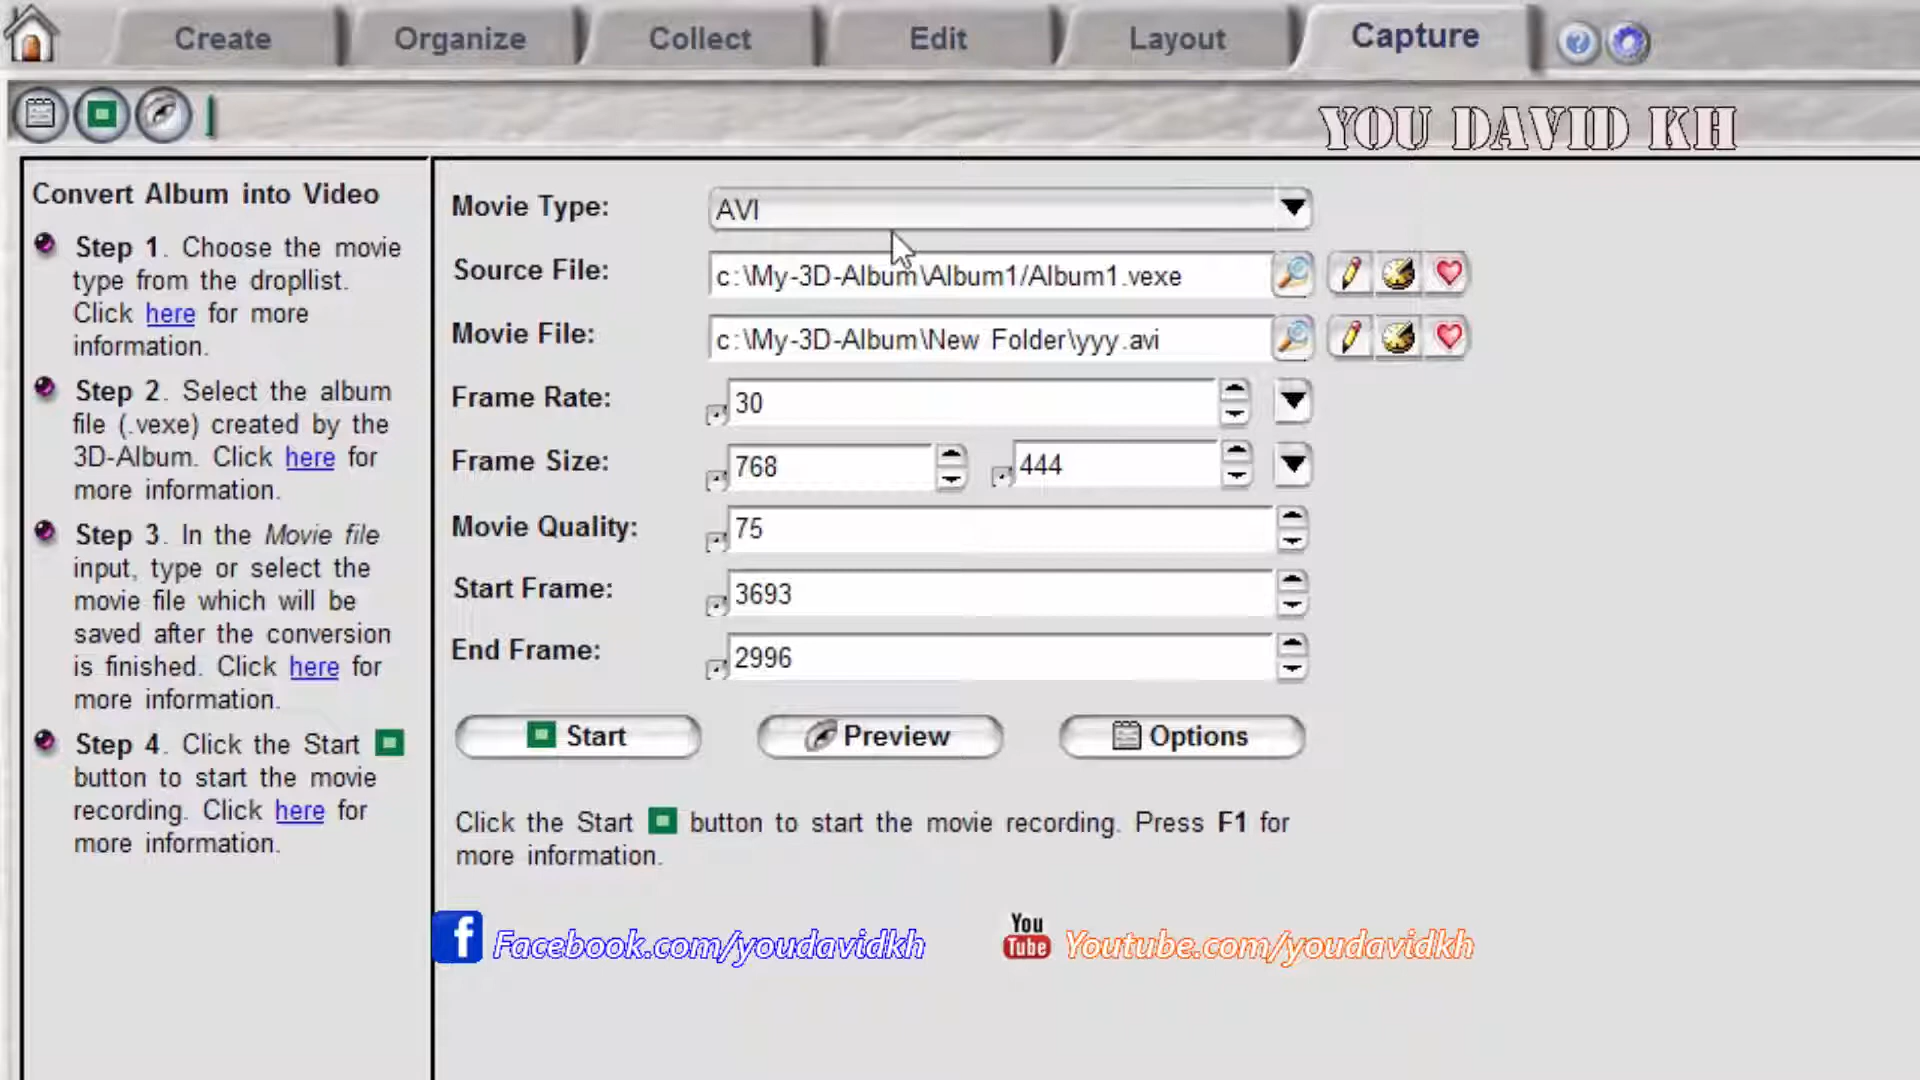 Create
Organize
Collect
Edit
Layout
Capture
?
YOU DAVID KH
Convert Album into Video
Step 1. Choose the movie
type from the dropllist.
Click here for more
information.
Step 2. Select the album
file (.vexe) created by the
3D-Album. Click here for
more information.
Step 3. In the Movie file
input, type or select the
movie file which will be
saved after the conversion
is finished. Click here for
more information.
Step 4. Click the Start
button to start the movie
recording. Click here for
more information.
Movie Type:
AVI
Source File:
c:\My-3D-Album\Album1/Album1.vexe
Movie File:
c:\My-3D-Album\New Folder\yyy.avi
Frame Rate:
30
Frame Size:
768
444
Movie Quality:
75
Start Frame:
3693
End Frame:
2996
Start
Preview
Options
Click the Start button to start the movie recording. Press F1 for
more information.
f Facebook.com/youdavidkh
You
Tube Youtube.com/youdavidkh